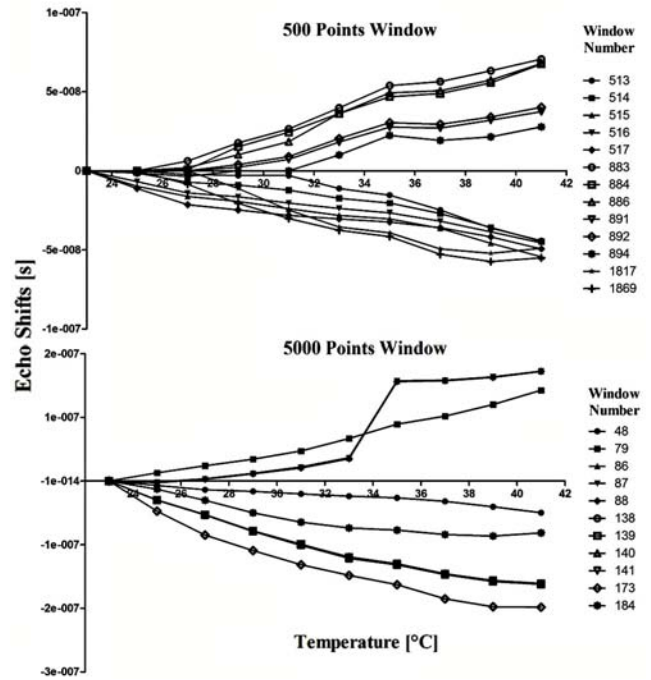 1e-007
500 Points Window
5e-008
0
24 26 28 30 32 34 36 38 40 42
-5e-008
-1e-007
Window
Number
513
514
515
516
517
883
884
886
891
892
894
1817
1869
Echo Shifts [s]
5000 Points Window
2e-007
1e-007
-1e-014
24 26 28 30 32 34 36 38 40 42
-1e-007
-2e-007
-3e-007
Temperature [°C]
Window
Number
48
79
86
87
88
138
139
140
141
173
184